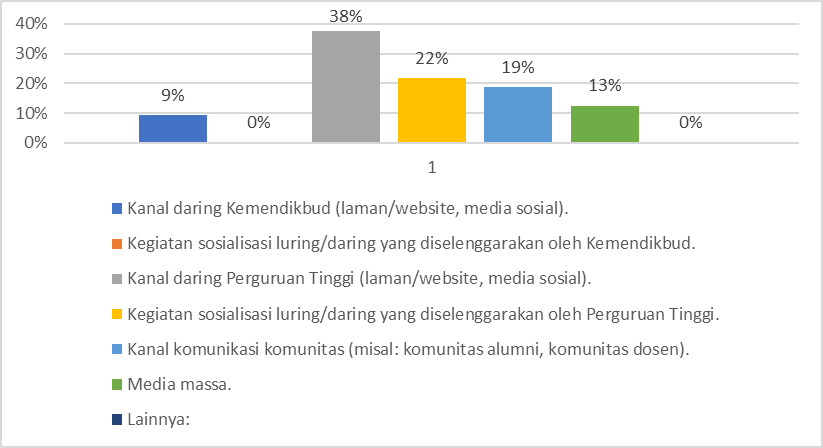 40%
30%
20%
10%
0%
9%
0%
38%
22%
19%
13%
0%
1
Kanal daring Kemendikbud (laman/website, media sosial).
Kegiatan sosialisasi luring/daring yang diselenggarakan oleh Kemendikbud.
Kanal daring Perguruan Tinggi (laman/website, media sosial).
Kegiatan sosialisasi luring/daring yang diselenggarakan oleh Perguruan Tinggi.
Kanal komunikasi komunitas (misal: komunitas alumni, komunitas dosen).
Media massa.
Lainnya: